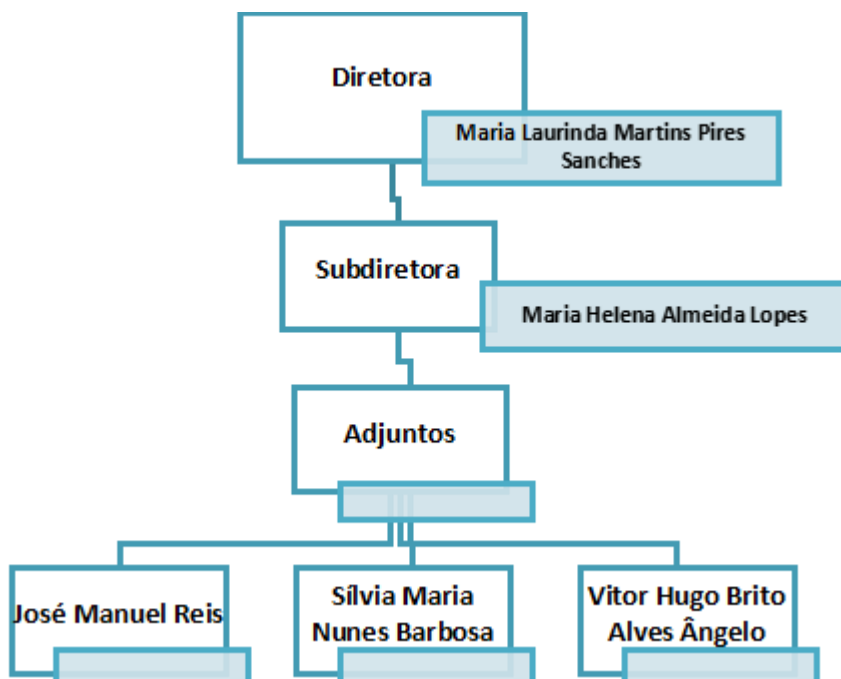 Diretora
Maria Laurinda Martins Pires
Sanches
Subdiretora
Maria Helena Almeida Lopes
Adjuntos
José Manuel Reis
Sílvia Maria
Nunes Barbosa
Vitor Hugo Brito
Alves Ângelo